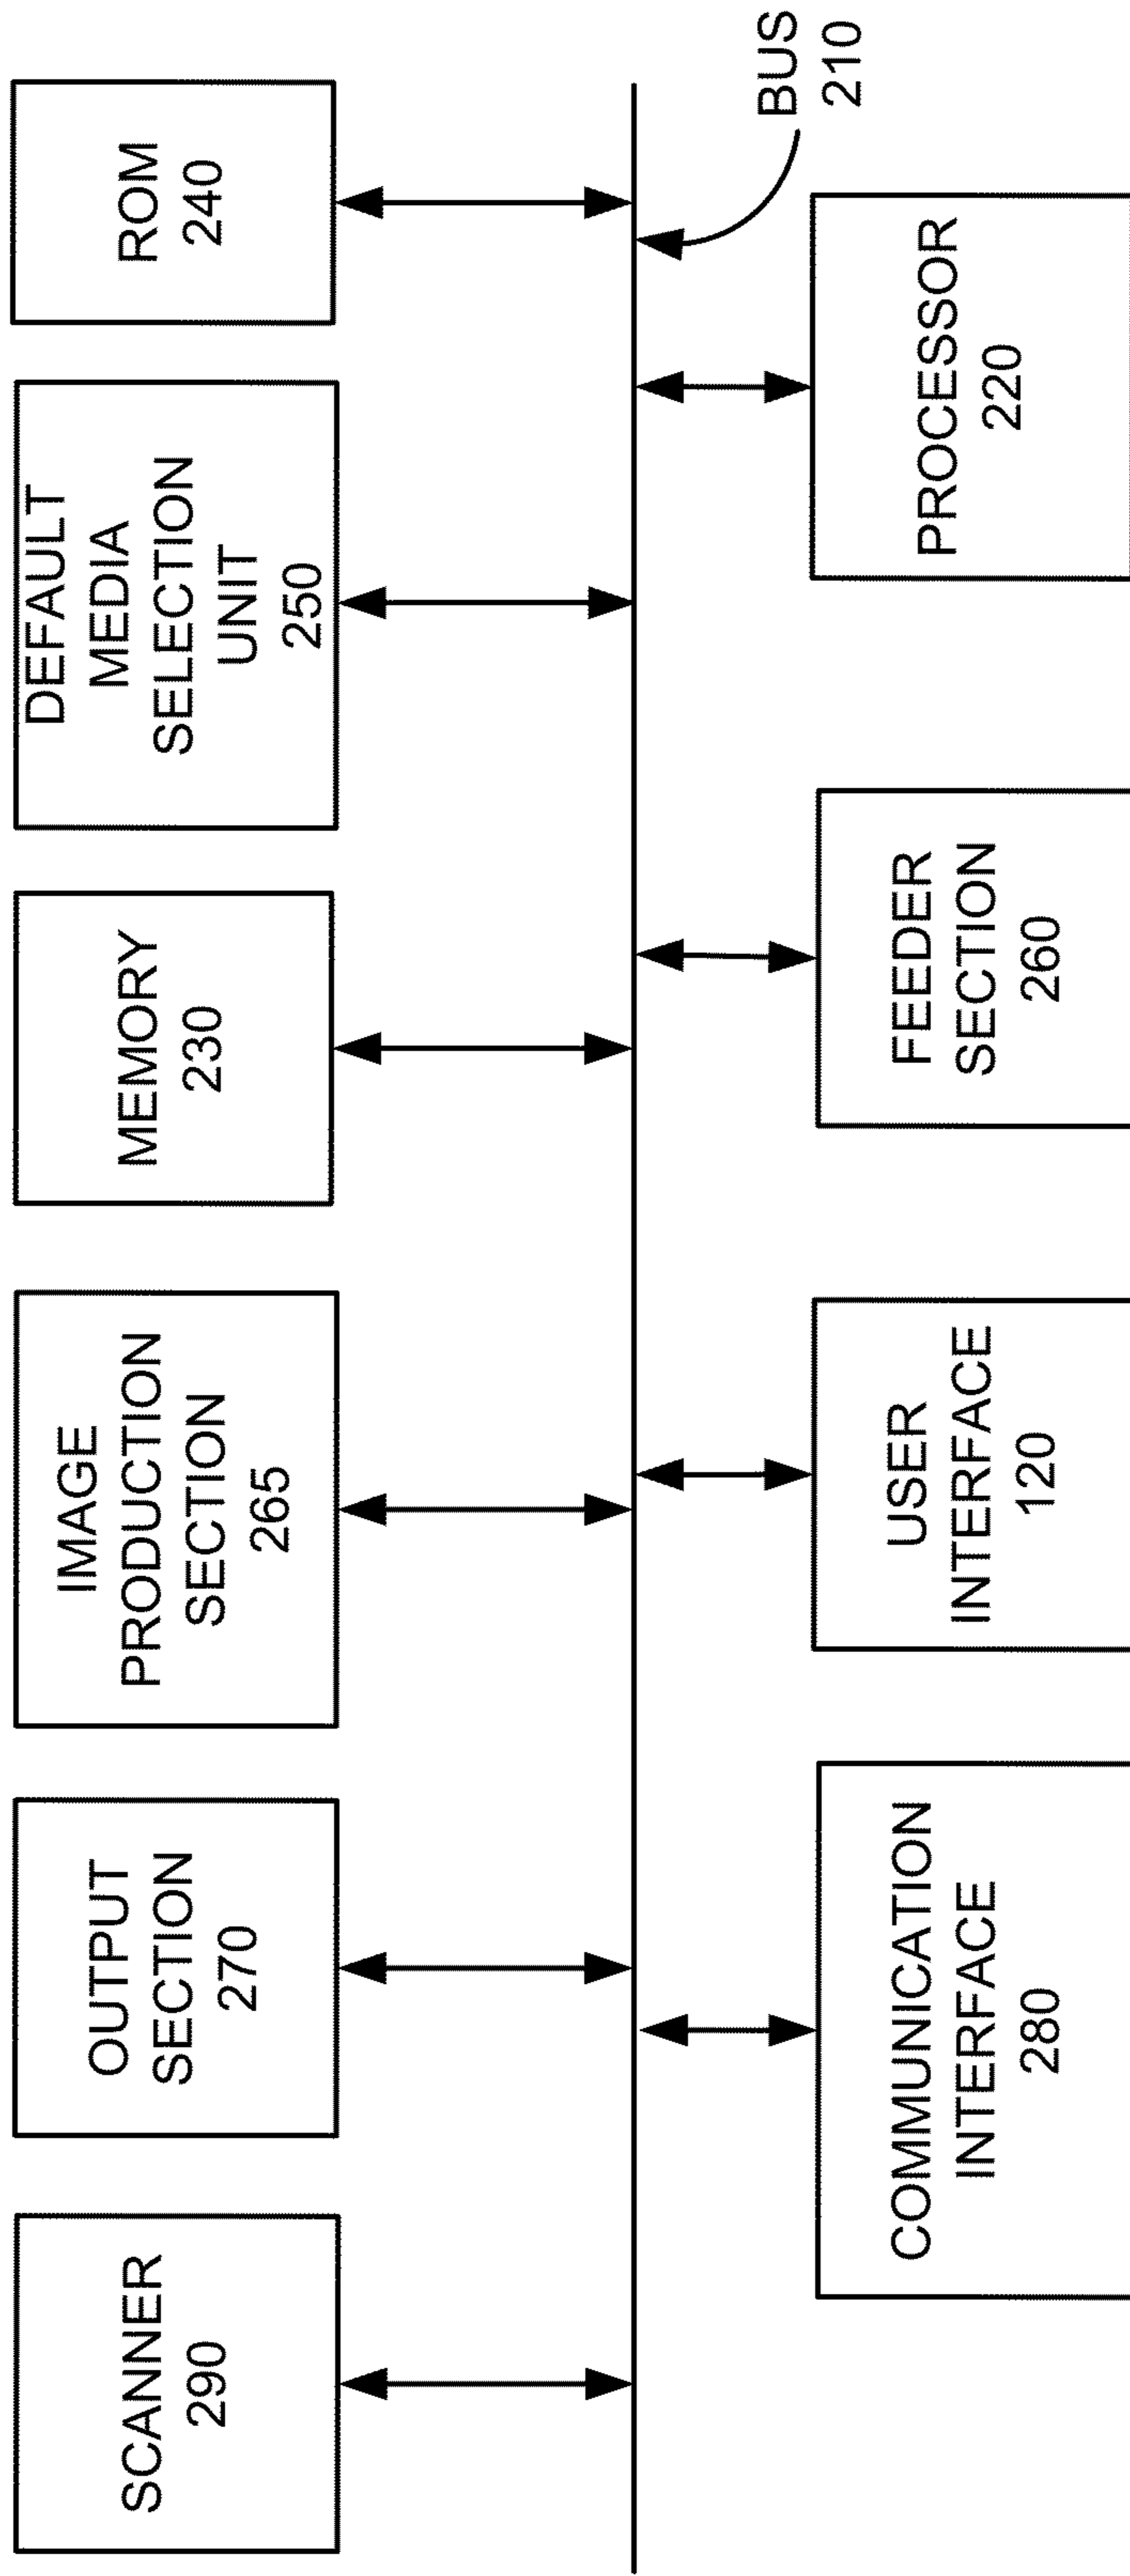 SCANNER
290
OUTPUT
SECTION
270
IMAGE
PRODUCTION
SECTION
265
MEMORY
230
DEFAULT
MEDIA
SELECTION
UNIT
250
ROM
240
BUS
210
COMMUNICATION
INTERFACE
280
USER
INTERFACE
120
FEEDER
SECTION
260
PROCESSOR
220